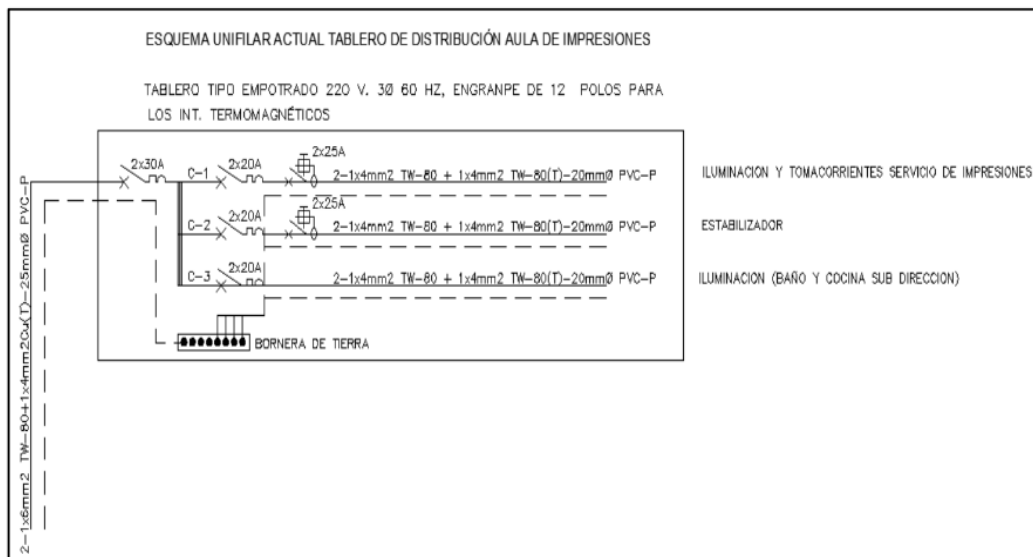 ESQUEMA UNIFILAR ACTUAL TABLERO DE DISTRIBUCIÓN AULA DE IMPRESIONES
TABLERO TIPO EMPOTRADO 220 V. 3Ø 60 HZ, ENGRANPE DE 12 POLOS PARA
LOS INT. TERMOMAGNÉTICOS
2x30A
C-1
2x20A
2x25A
2-1x4mm2 TW-80 + 1x4mm2 TW-80(T)-20mmØ PVC-P
ILUMINACION Y TOMACORRIENTES SERVICIO DE IMPRESIONES
C-2
2x20A
2x25A
2-1x4mm2 TW-80 + 1x4mm2 TW-80(T)-20mmØ PVC-P
ESTABILIZADOR
C-3
2x20A
2-1x4mm2 TW-80 + 1x4mm2 TW-80(T)-20mmØ PVC-P
ILUMINACION (BAÑO Y COCINA SUB DIRECCION)
BORNERA DE TIERRA
2-1x6mm2 TW-80+1x4mm2Cu(T)-25mmØ PVC-P